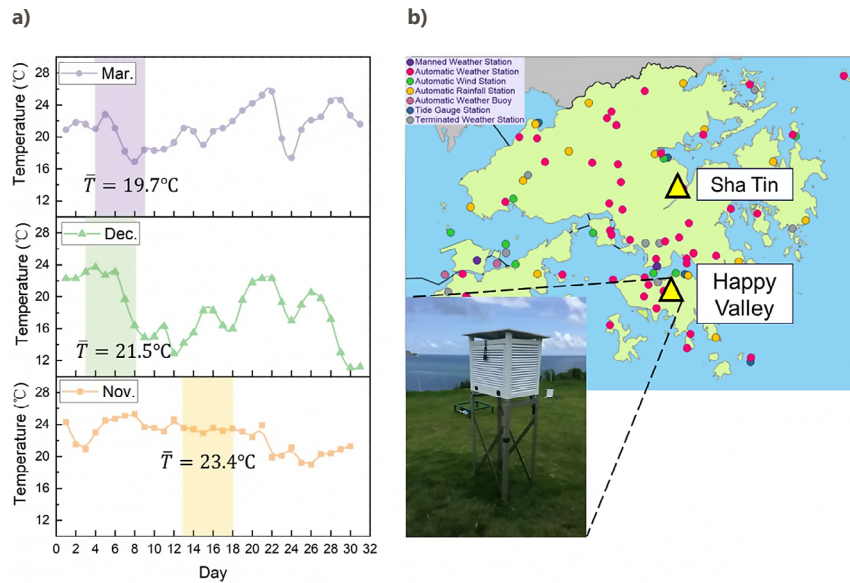 a)
b)
Temperature (℃)
28
24
20
16
12
Mar.
T̄ = 19.7℃
Temperature (℃)
28
24
20
16
12
Dec.
T̄ = 21.5℃
Temperature (℃)
28
24
20
16
12
Nov.
T̄ = 23.4℃
0 2 4 6 8 10 12 14 16 18 20 22 24 26 28 30 32
Day
Manned Weather Station
Automatic Weather Station
Automatic Wind Station
Automatic Rainfall Station
Automatic Weather Buoy
Tide Gauge Station
Terminated Weather Station
Sha Tin
Happy
Valley